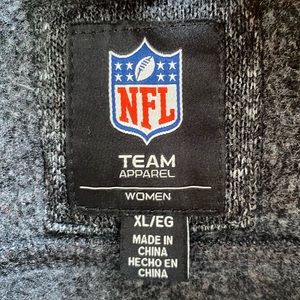 NFL
TEAM
APPAREL
WOMEN
XL/EG
MADE IN
CHINA
HECHO EN
CHINA